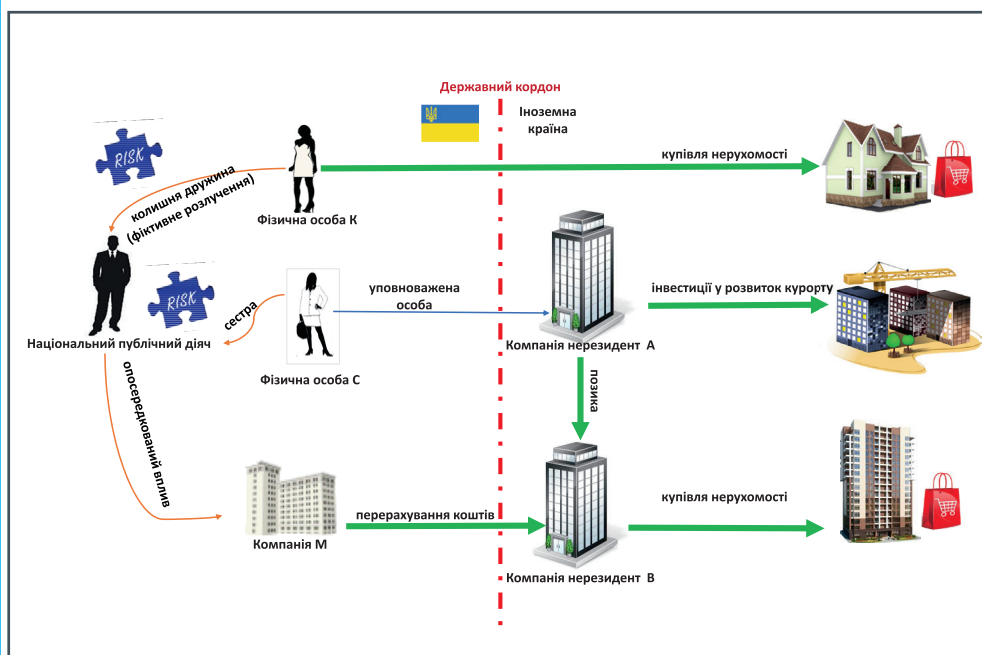 Державний кордон
Іноземна
країна
купівля нерухомості
RISK
колишня дружина
(фіктивне розлучення)
Фізична особа К
RISK
сестра
уповноважена
особа
інвестиції у розвиток курорту
Національний публічний діяч
Компанія нерезидент А
Фізична особа С
позика
опосередкований вплив
купівля нерухомості
перерахування коштів
Компанія М
Компанія нерезидент В